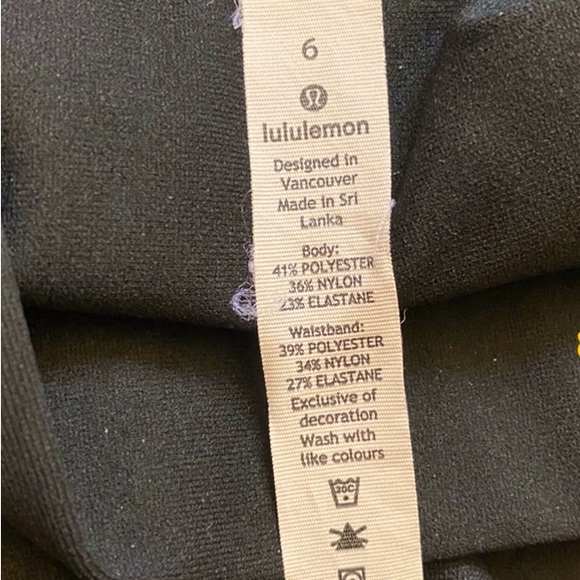 6
lululemon
Designed in
Vancouver
Made in Sri
Lanka
Body:
41% POLYESTER
36% NYLON
23% ELASTANE
Waistband:
39% POLYESTER
34% NYLON
27% ELASTANE
Exclusive of
decoration
Wash with
like colours
30C